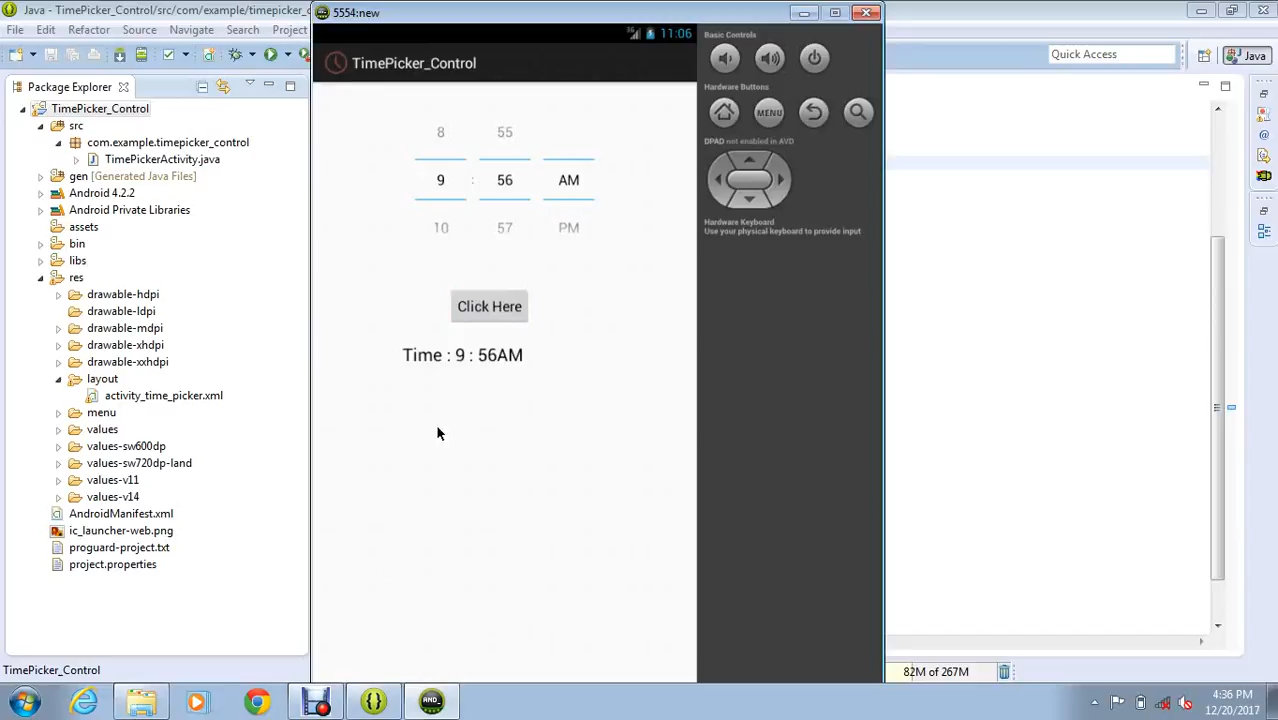 Java - TimePicker_Control/src/com/example/timepicker_
5554:new
File Edit Refactor Source Navigate Search Project
Quick Access
Java
Package Explorer
TimePicker_Control
src
com.example.timepicker_control
TimePickerActivity.java
gen [Generated Java Files]
Android 4.2.2
Android Private Libraries
assets
bin
libs
res
drawable-hdpi
drawable-ldpi
drawable-mdpi
drawable-xhdpi
drawable-xxhdpi
layout
activity_time_picker.xml
menu
values
values-sw600dp
values-sw720dp-land
values-v11
values-v14
AndroidManifest.xml
ic_launcher-web.png
proguard-project.txt
project.properties
TimePicker_Control
3G 11:06
TimePicker_Control
8 55
9 : 56 AM
10 57 PM
Click Here
Time : 9 : 56AM
Basic Controls
Hardware Buttons
MENU
DPAD not enabled in AVD
Hardware Keyboard
Use your physical keyboard to provide input
82M of 267M
4:36 PM
12/20/2017